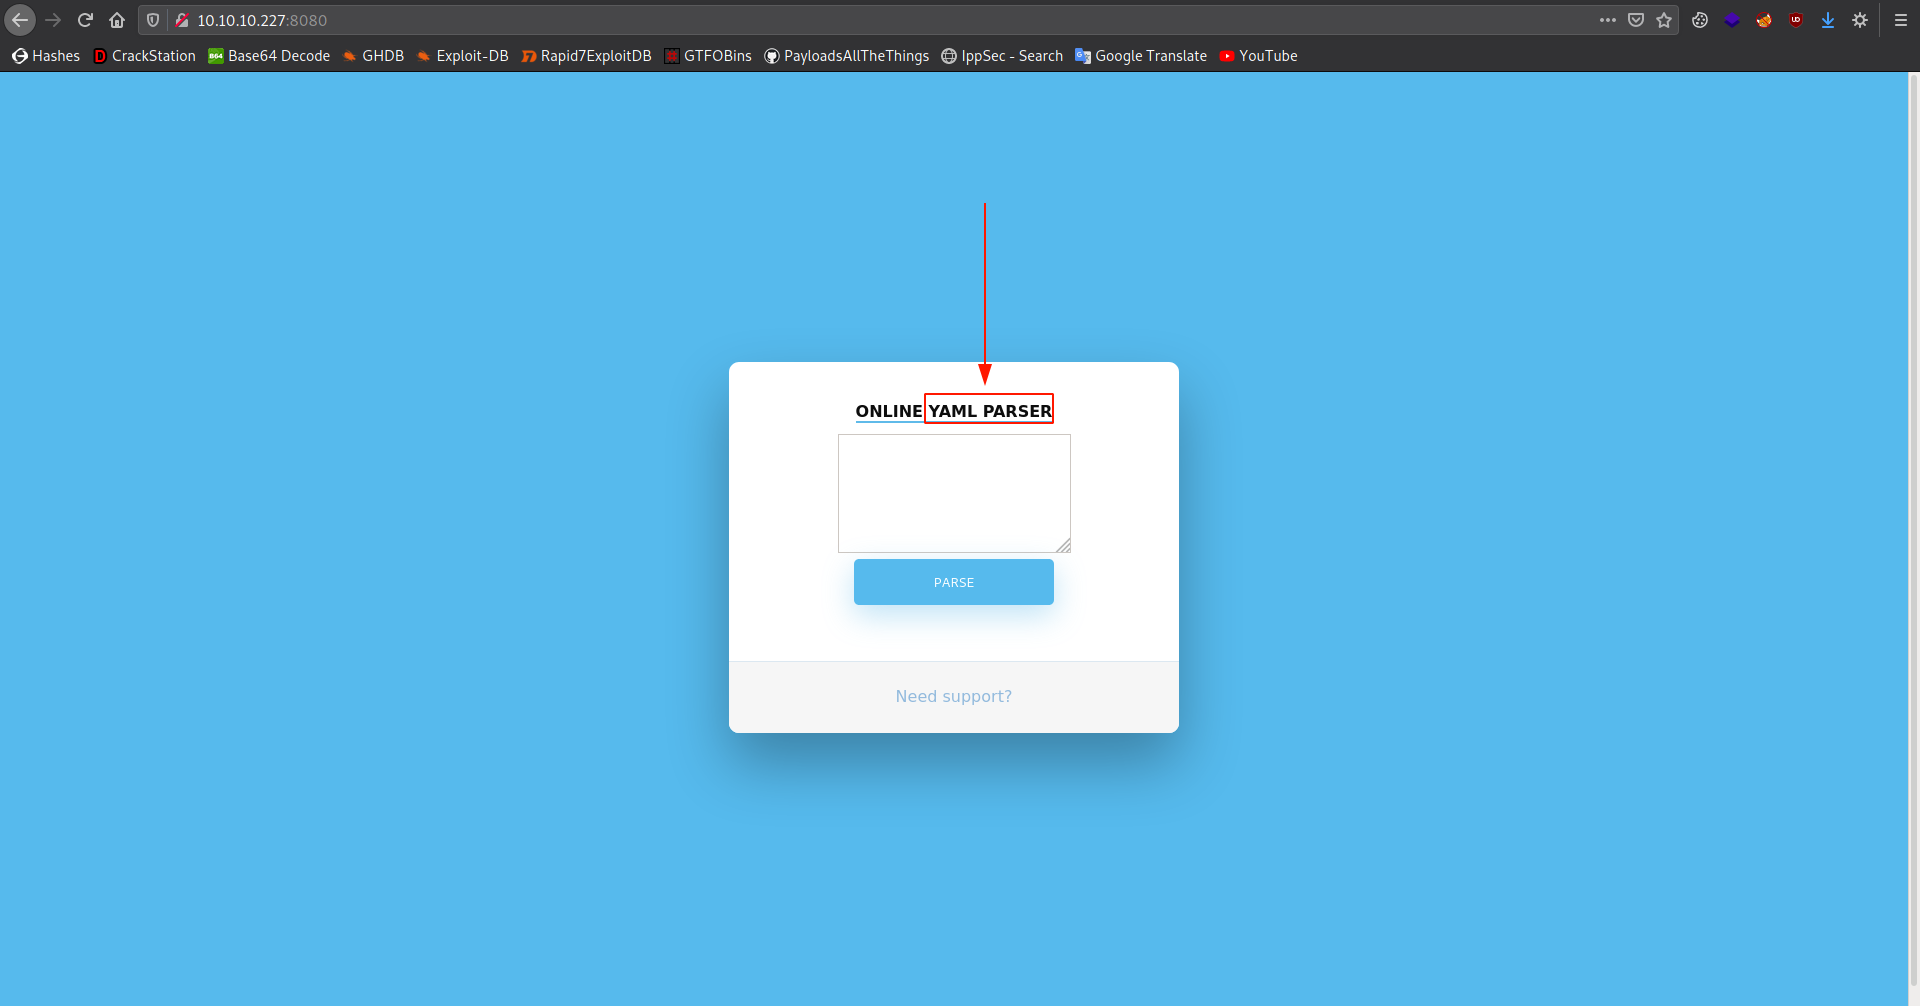 10.10.10.227:8080
Hashes CrackStation Base64 Decode GHDB Exploit-DB Rapid7ExploitDB GTFOBins PayloadsAllTheThings IppSec - Search Google Translate YouTube
ONLINE YAML PARSER
PARSE
Need support?